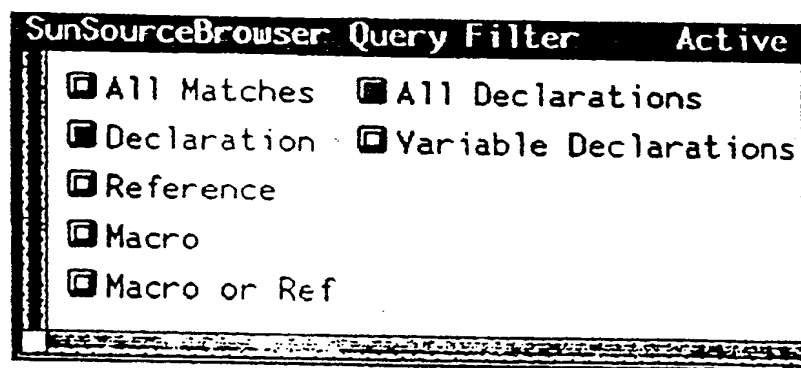 SunSourceBrowser Query Filter Active
All Matches All Declarations
Declaration Variable Declarations
Reference
Macro
Macro or Ref